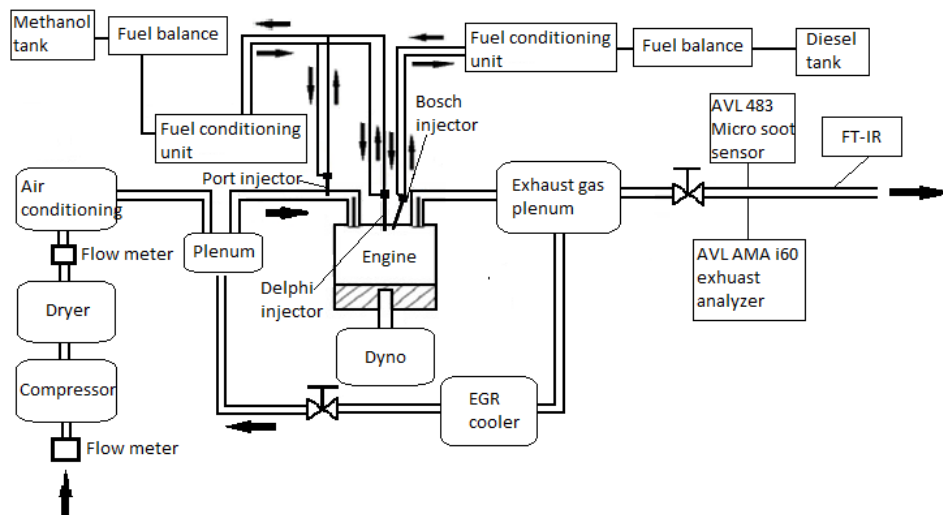 Methanol
tank
Fuel balance
Fuel conditioning
unit
Fuel conditioning
unit
Fuel balance
Diesel
tank
Bosch
injector
AVL 483
Micro soot
sensor
FT-IR
Port injector
Air
conditioning
Exhaust gas
plenum
Flow meter
Plenum
Engine
AVL AMA i60
exhuast
analyzer
Delphi
injector
Dryer
Dyno
Compressor
EGR
cooler
Flow meter